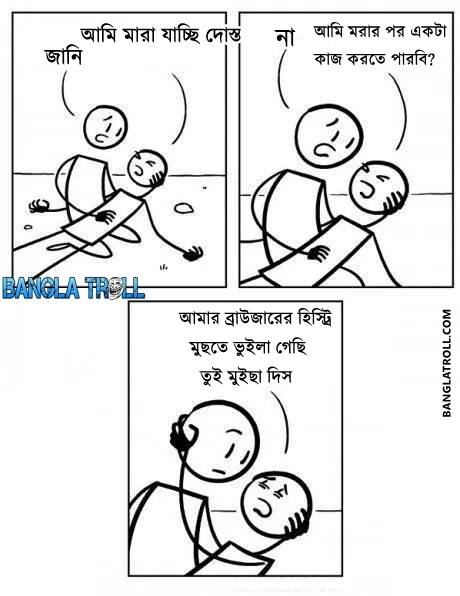 আমি মারা যাচ্ছি দোস্ত
জানি
না
আমি মরার পর একটা
কাজ করতে পারবি?
BANGLA TROLL
আমার ব্রাউজারের হিস্ট্রি
মুছতে ভুইলা গেছি
তুই মুইছা দিস
BANGLATROLL.COM